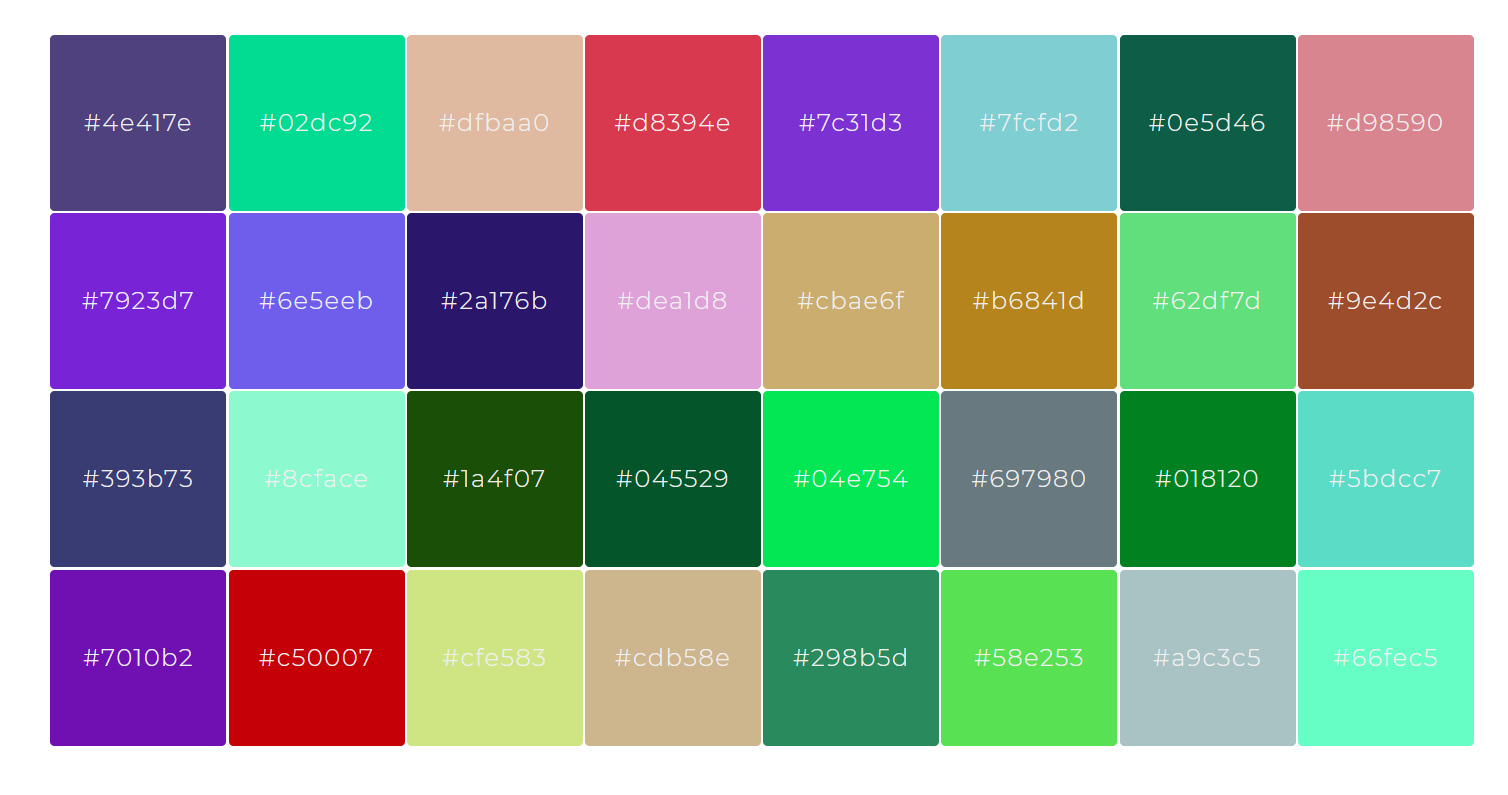 #4e417e #02dc92 #dfbaa0 #d8394e #7c31d3 #7fcfd2 #0e5d46 #d98590
#7923d7 #6e5eeb #2a176b #dea1d8 #cbae6f #b6841d #62df7d #9e4d2c
#393b73 #8cface #1a4f07 #045529 #04e754 #697980 #018120 #5bdcc7
#7010b2 #c50007 #cfe583 #cdb58e #298b5d #58e253 #a9c3c5 #66fec5